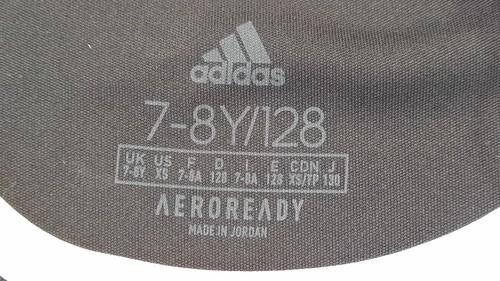 adidas
7-8Y/128
UK US F D I E CDN J
7-8Y XS 7-8A 128 7-8A 128 XS/TP 130
AEROREADY
MADE IN JORDAN